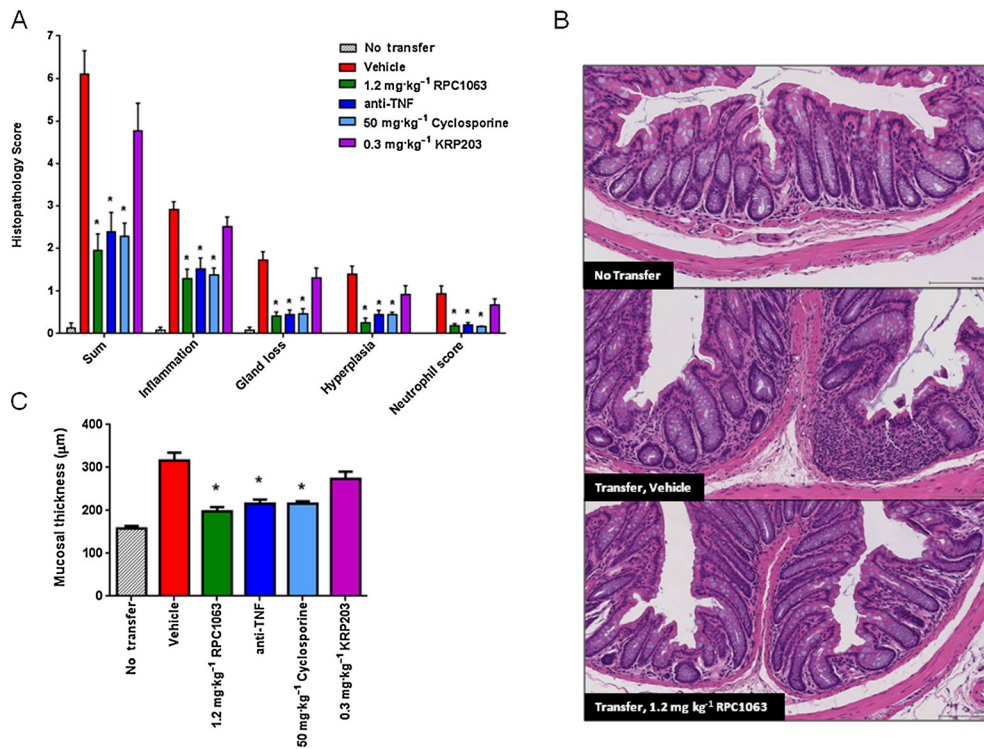 A
7
6
5
4
3
2
1
0
Histopathology Score
No transfer
Vehicle
1.2 mg·kg⁻¹ RPC1063
anti-TNF
50 mg·kg⁻¹ Cyclosporine
0.3 mg·kg⁻¹ KRP203
* * *
* * *
* * *
* * *
* * *
Sum
Inflammation
Gland loss
Hyperplasia
Neutrophil score
B
No Transfer
Transfer, Vehicle
Transfer, 1.2 mg kg⁻¹ RPC1063
C
400
300
200
100
0
Mucosal thickness (μm)
* * *
No transfer
Vehicle
1.2 mg·kg⁻¹ RPC1063
anti-TNF
50 mg·kg⁻¹ Cyclosporine
0.3 mg·kg⁻¹ KRP203